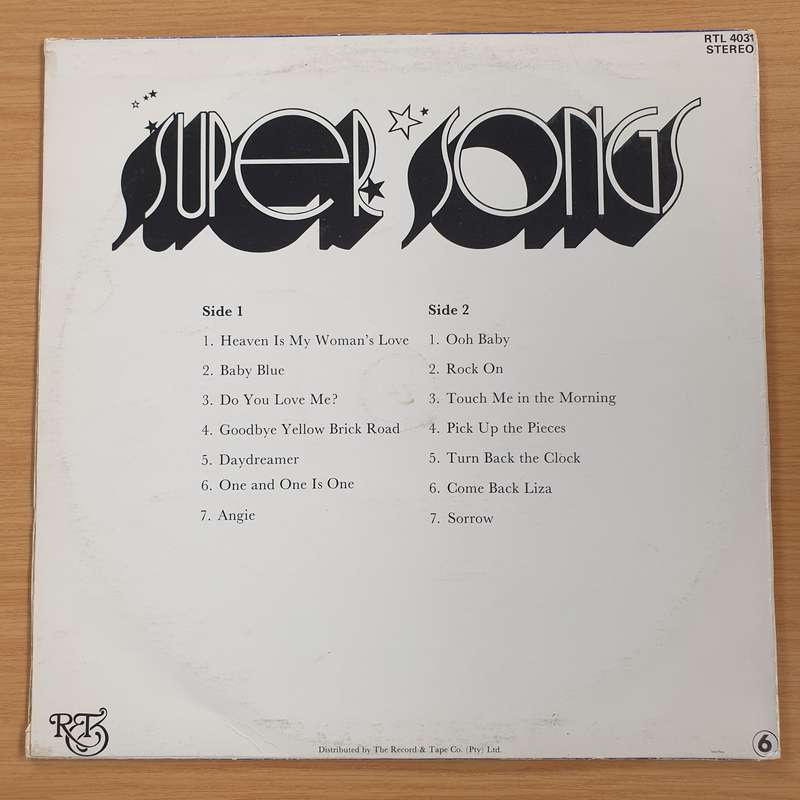 RTL 4031
STEREO
SUPER SONGS
Side 1
1. Heaven Is My Woman's Love
2. Baby Blue
3. Do You Love Me?
4. Goodbye Yellow Brick Road
5. Daydreamer
6. One and One Is One
7. Angie
Side 2
1. Ooh Baby
2. Rock On
3. Touch Me in the Morning
4. Pick Up the Pieces
5. Turn Back the Clock
6. Come Back Liza
7. Sorrow
R&T
Distributed by The Record & Tape Co. (Pty) Ltd.
6